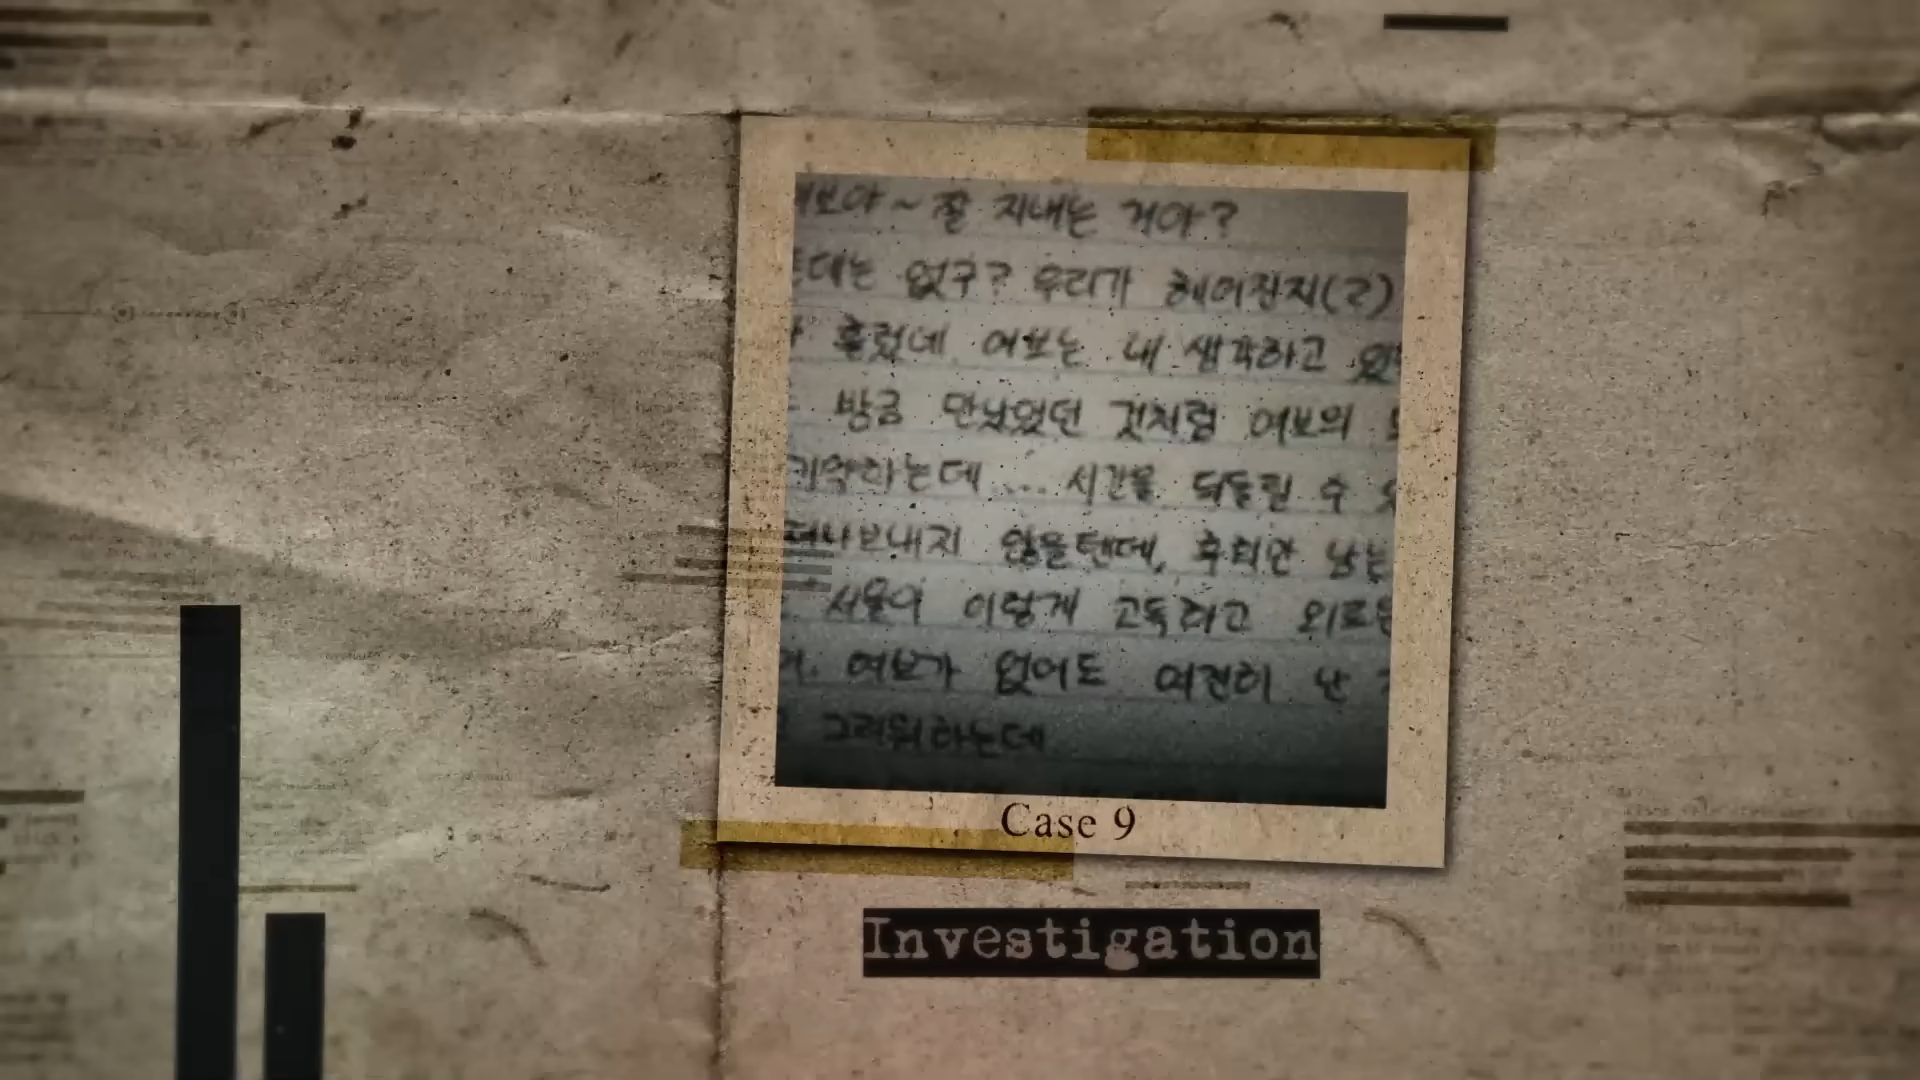 여보야~ 잘 지내는 거야?
데는 없구? 우리가 헤어진지(2)
흘렀네 여보는 내 생각하고
방금 만났었던 것처럼 여보의
기억하는데... 시간을 되돌릴 수
떠나보내지 않을텐데, 후회만 남는
서울이 이렇게 고독하고 외로운
여보가 없어도 여전히 난
그리워하는데
Case 9
Investigation